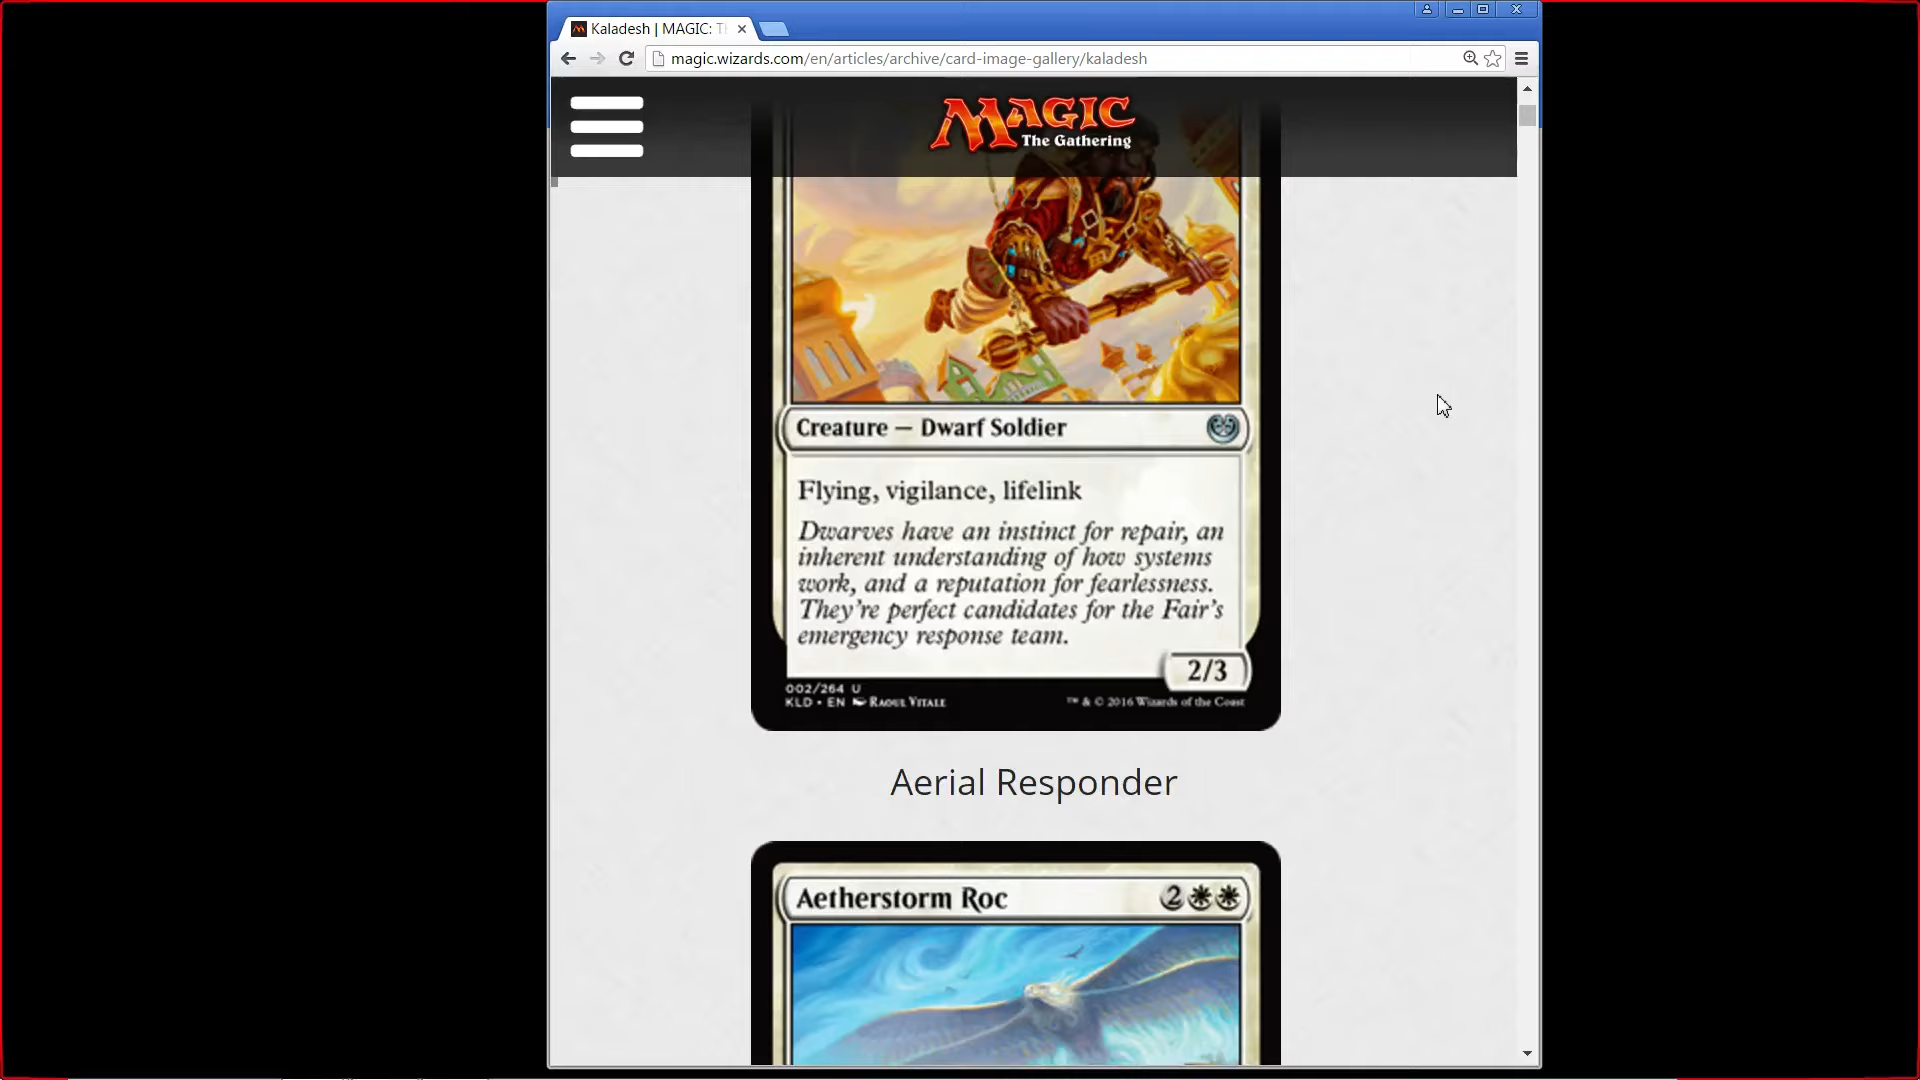 Kaladesh | MAGIC: T
magic.wizards.com/en/articles/archive/card-image-gallery/kaladesh
MAGIC
The Gathering
Creature — Dwarf Soldier
Flying, vigilance, lifelink
Dwarves have an instinct for repair, an
inherent understanding of how systems
work, and a reputation for fearlessness.
They're perfect candidates for the Fair's
emergency response team.
2/3
002/264 U
KLD • EN Raoul Vitale
™ & © 2016 Wizards of the Coast
Aerial Responder
Aetherstorm Roc 2